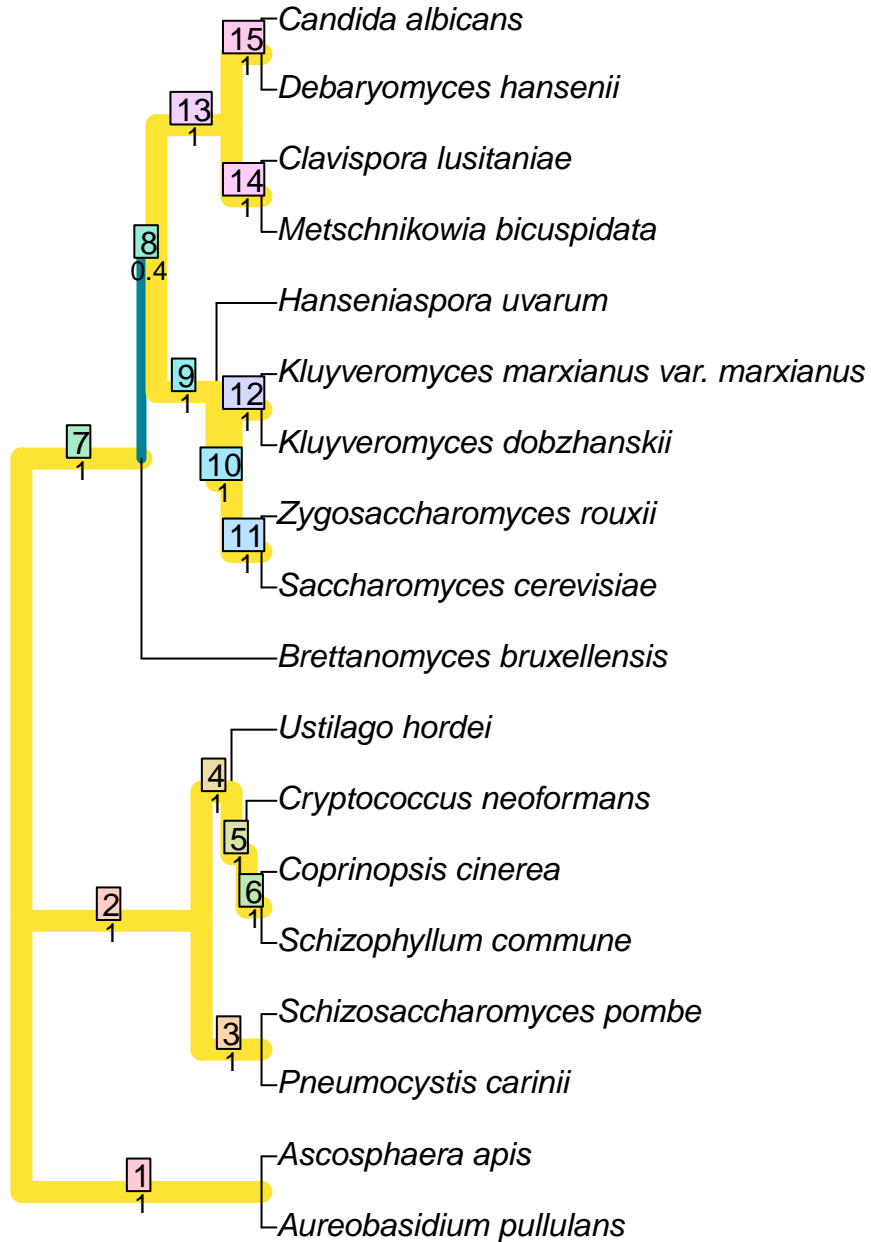 Candida albicans
15
1
Debaryomyces hansenii
13
1
Clavispora lusitaniae
14
1
Metschnikowia bicuspidata
8
0.4
Hanseniaspora uvarum
9
1
Kluyveromyces marxianus var. marxianus
12
1
Kluyveromyces dobzhanskii
7
1
10
1
Zygosaccharomyces rouxii
11
1
Saccharomyces cerevisiae
Brettanomyces bruxellensis
Ustilago hordei
4
1
Cryptococcus neoformans
5
1
Coprinopsis cinerea
6
1
2
1
Schizophyllum commune
Schizosaccharomyces pombe
3
1
Pneumocystis carinii
Ascosphaera apis
1
1
Aureobasidium pullulans